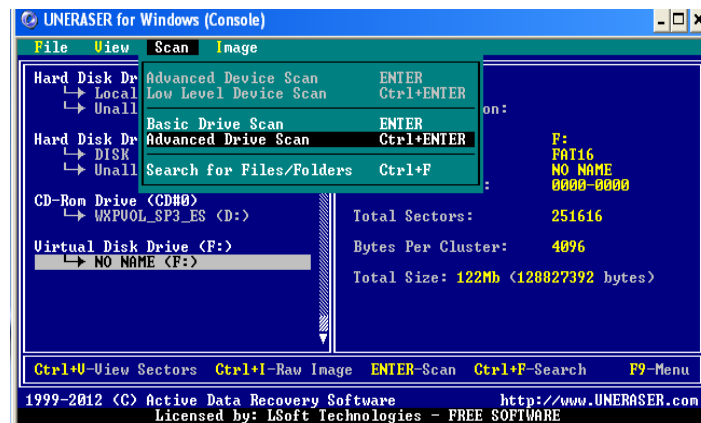 UNERASER for Windows (Console)
File View Scan Image
Hard Disk Dr
Local
Unall
Hard Disk Dr
DISK
Unall
CD-Rom Drive (CD#0)
WXPVOL_SP3_ES (D:)
Virtual Disk Drive (F:)
NO NAME (F:)
Advanced Device Scan ENTER
Low Level Device Scan Ctrl+ENTER
Basic Drive Scan ENTER
Advanced Drive Scan Ctrl+ENTER
Search for Files/Folders Ctrl+F
on:
F:
FAT16
NO NAME
: 0000-0000
Total Sectors: 251616
Bytes Per Cluster: 4096
Total Size: 122Mb (128827392 bytes)
Ctrl+V-View Sectors Ctrl+I-Raw Image ENTER-Scan Ctrl+F-Search F9-Menu
1999-2012 (C) Active Data Recovery Software http://www.UNERASER.com
Licensed by: LSoft Technologies - FREE SOFTWARE